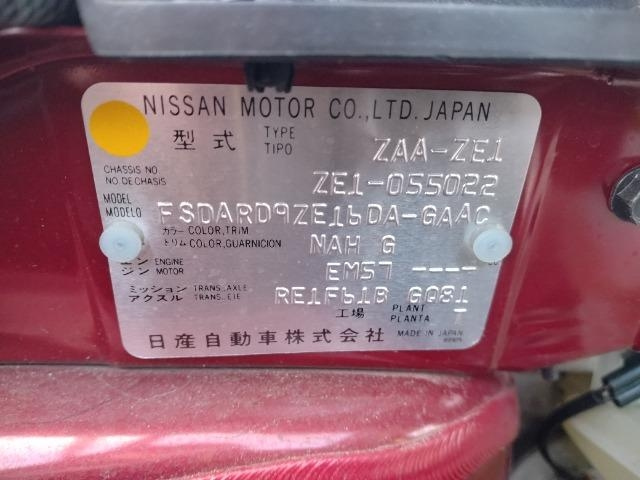 NISSAN MOTOR CO.,LTD. JAPAN
型式 TYPE TIPO ZAA-ZE1
CHASSIS NO. NO. DE CHASIS ZE1-055022
MODEL MODELO FSDARD9ZE16DA-GAAC
カラー COLOR,TRIM トリム COLOR,GUARNICION NAH G
エンジン ENGINE MOTOR EM57 ---- cc
ミッション TRANS. AXLE アクスル TRANS. EJE RE1F61B GQ81
工場 PLANT PLANTA T
日産自動車株式会社 MADE IN JAPAN